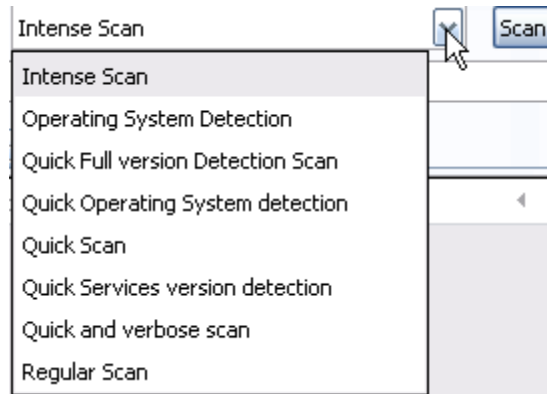 Intense Scan
Scan
Intense Scan
Operating System Detection
Quick Full version Detection Scan
Quick Operating System detection
Quick Scan
Quick Services version detection
Quick and verbose scan
Regular Scan